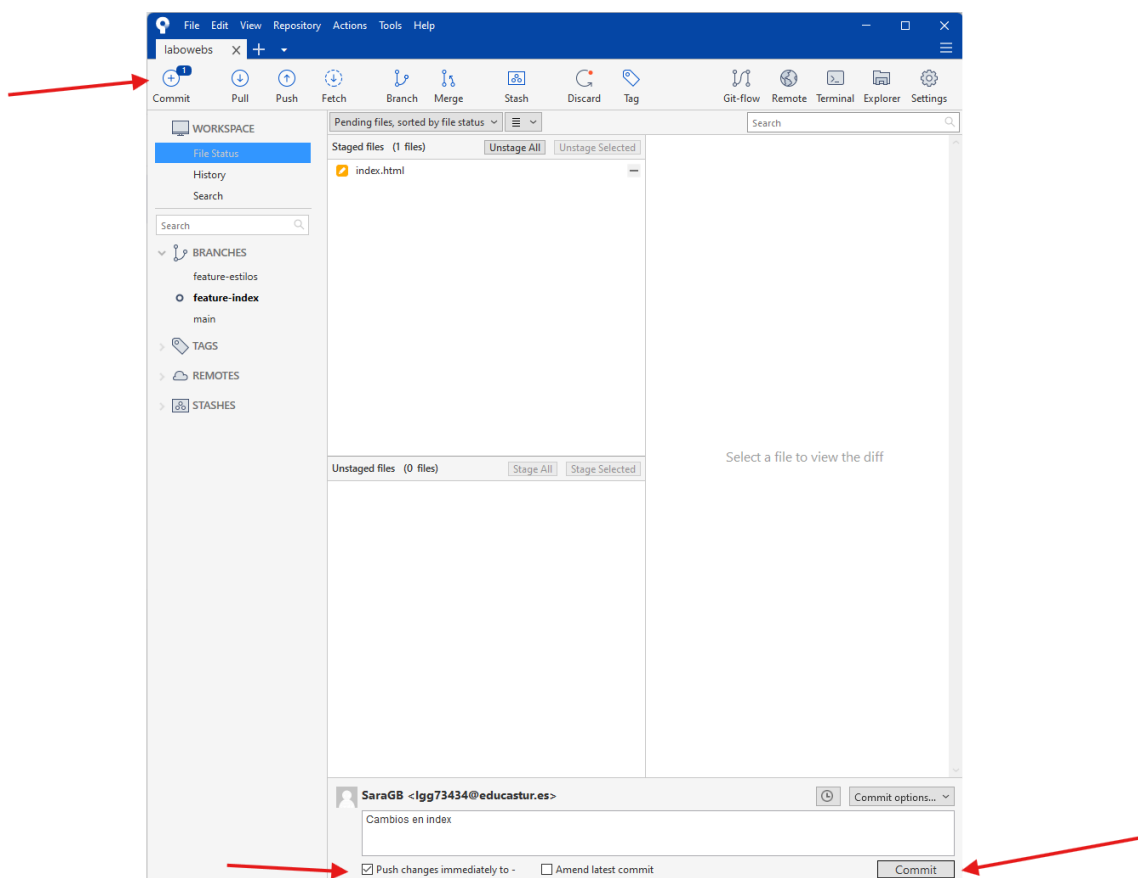 File Edit View Repository Actions Tools Help
labowebs
1
Commit Pull Push Fetch Branch Merge Stash Discard Tag Git-flow Remote Terminal Explorer Settings
WORKSPACE
File Status
History
Search
Search
BRANCHES
feature-estilos
feature-index
main
TAGS
REMOTES
STASHES
Pending files, sorted by file status
Search
Staged files (1 files) Unstage All Unstage Selected
index.html
Unstaged files (0 files) Stage All Stage Selected
Select a file to view the diff
SaraGB <lgg73434@educastur.es>
Commit options...
Cambios en index
Push changes immediately to - Amend latest commit Commit